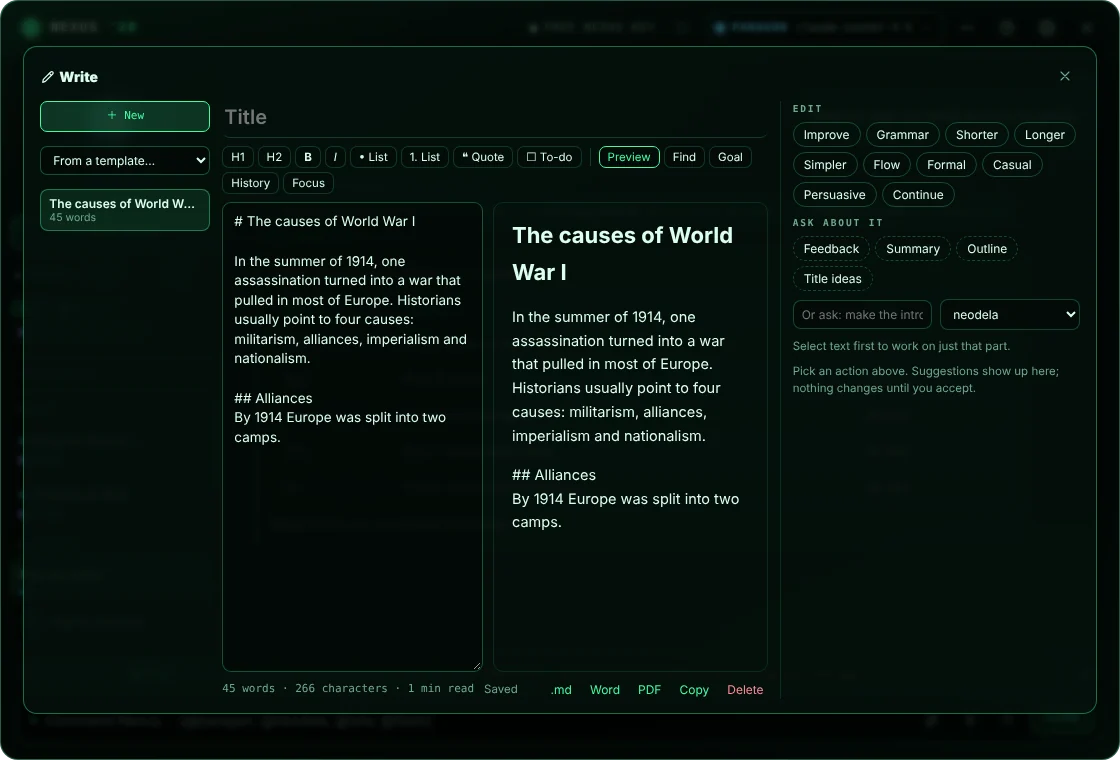 Write
+ New
From a template...
The causes of World W...
45 words
Title
H1 H2 B I • List 1. List ❝ Quote ☐ To-do Preview Find Goal
History Focus
# The causes of World War I
In the summer of 1914, one
assassination turned into a war that
pulled in most of Europe. Historians
usually point to four causes:
militarism, alliances, imperialism and
nationalism.
## Alliances
By 1914 Europe was split into two
camps.
The causes of World
War I
In the summer of 1914, one
assassination turned into a war
that pulled in most of Europe.
Historians usually point to four
causes: militarism, alliances,
imperialism and nationalism.
## Alliances
By 1914 Europe was split into two
camps.
45 words · 266 characters · 1 min read Saved .md Word PDF Copy Delete
EDIT
Improve Grammar Shorter Longer
Simpler Flow Formal Casual
Persuasive Continue
ASK ABOUT IT
Feedback Summary Outline
Title ideas
Or ask: make the intro neodela
Select text first to work on just that part.
Pick an action above. Suggestions show up here;
nothing changes until you accept.